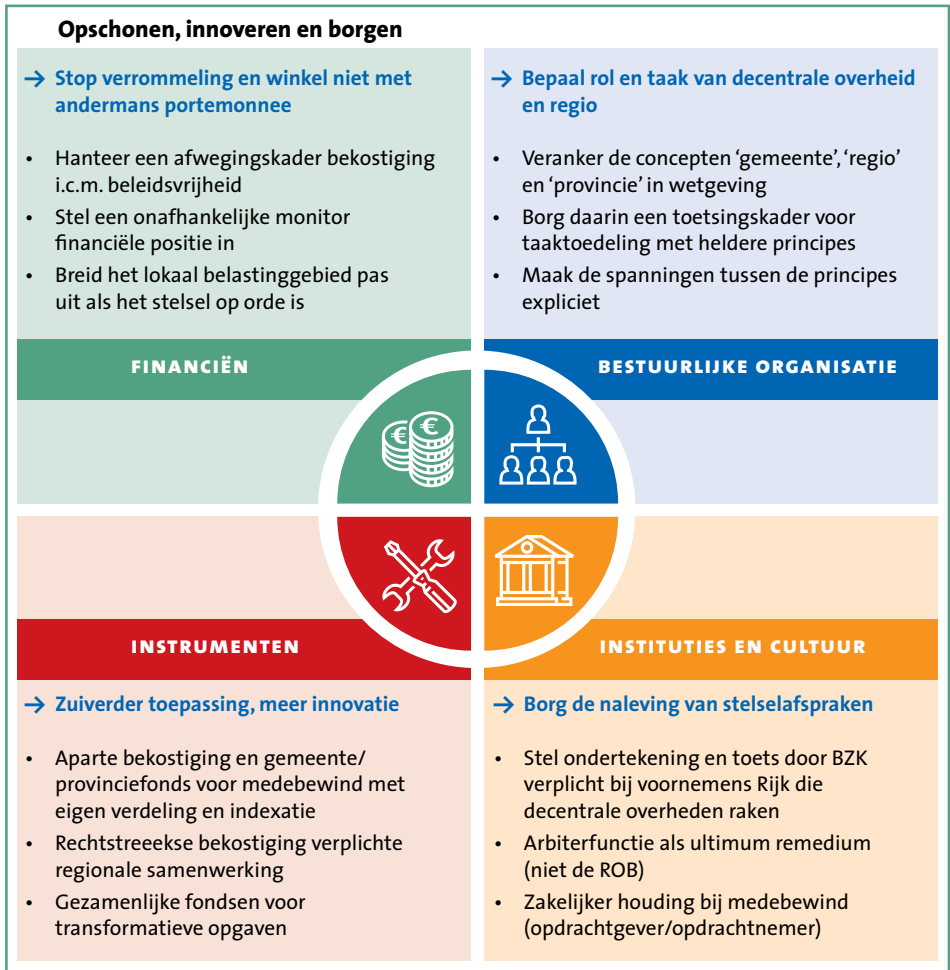 Opschonen, innoveren en borgen
→ Stop verrommeling en winkel niet met
andermans portemonnee
• Hanteer een afwegingskader bekostiging
i.c.m. beleidsvrijheid
• Stel een onafhankelijke monitor
financiële positie in
• Breid het lokaal belastinggebied pas
uit als het stelsel op orde is
FINANCIËN
→ Bepaal rol en taak van decentrale overheid
en regio
• Veranker de concepten ‘gemeente’, ‘regio’
en ‘provincie’ in wetgeving
• Borg daarin een toetsingskader voor
taaktoedeling met heldere principes
• Maak de spanningen tussen de principes
expliciet
BESTUURLIJKE ORGANISATIE
€ €
INSTRUMENTEN
→ Zuiverder toepassing, meer innovatie
• Aparte bekostiging en gemeente/
provinciefonds voor medebewind met
eigen verdeling en indexatie
• Rechtstreeekse bekostiging verplichte
regionale samenwerking
• Gezamenlijke fondsen voor
transformatieve opgaven
INSTITUTIES EN CULTUUR
→ Borg de naleving van stelselafspraken
• Stel ondertekening en toets door BZK
verplicht bij voornemens Rijk die
decentrale overheden raken
• Arbiterfunctie als ultimum remedium
(niet de ROB)
• Zakelijker houding bij medebewind
(opdrachtgever/opdrachtnemer)